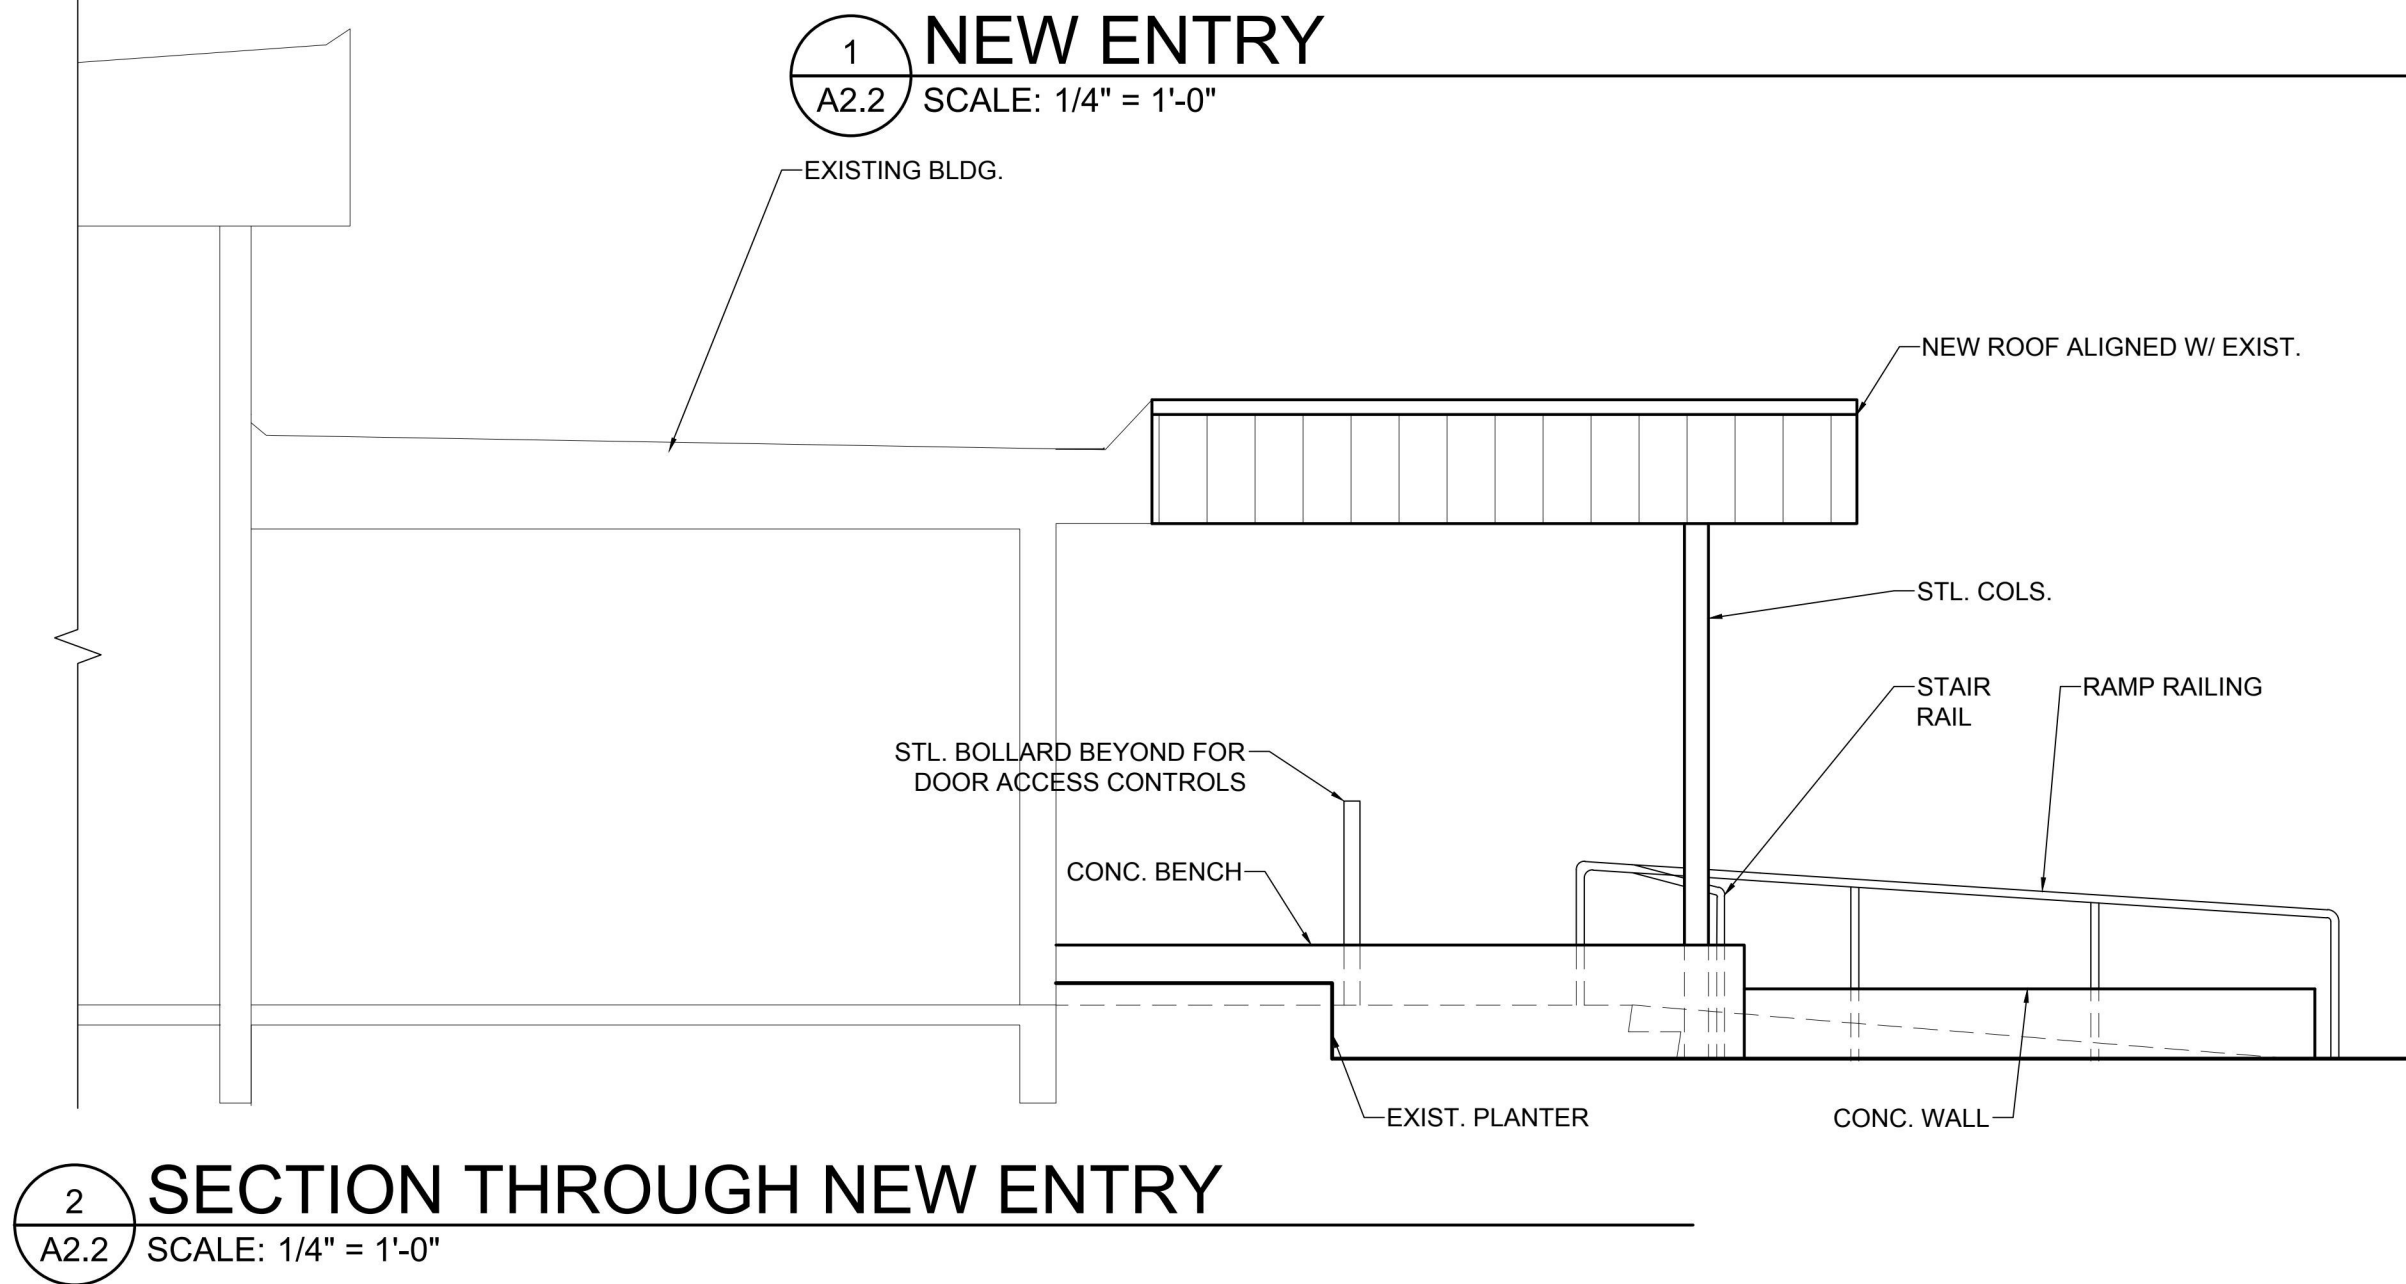 1
NEW ENTRY
A2.2
SCALE: 1/4" = 1'-0"
EXISTING BLDG.
NEW ROOF ALIGNED W/ EXIST.
STL. COLS.
STAIR
RAIL
RAMP RAILING
STL. BOLLARD BEYOND FOR
DOOR ACCESS CONTROLS
CONC. BENCH
EXIST. PLANTER
CONC. WALL
2
SECTION THROUGH NEW ENTRY
A2.2
SCALE: 1/4" = 1'-0"